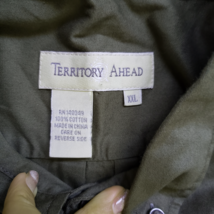 TERRITORY AHEAD
XXL
100% COTTON
MADE IN CHINA
CARE ON
REVERSE SIDE